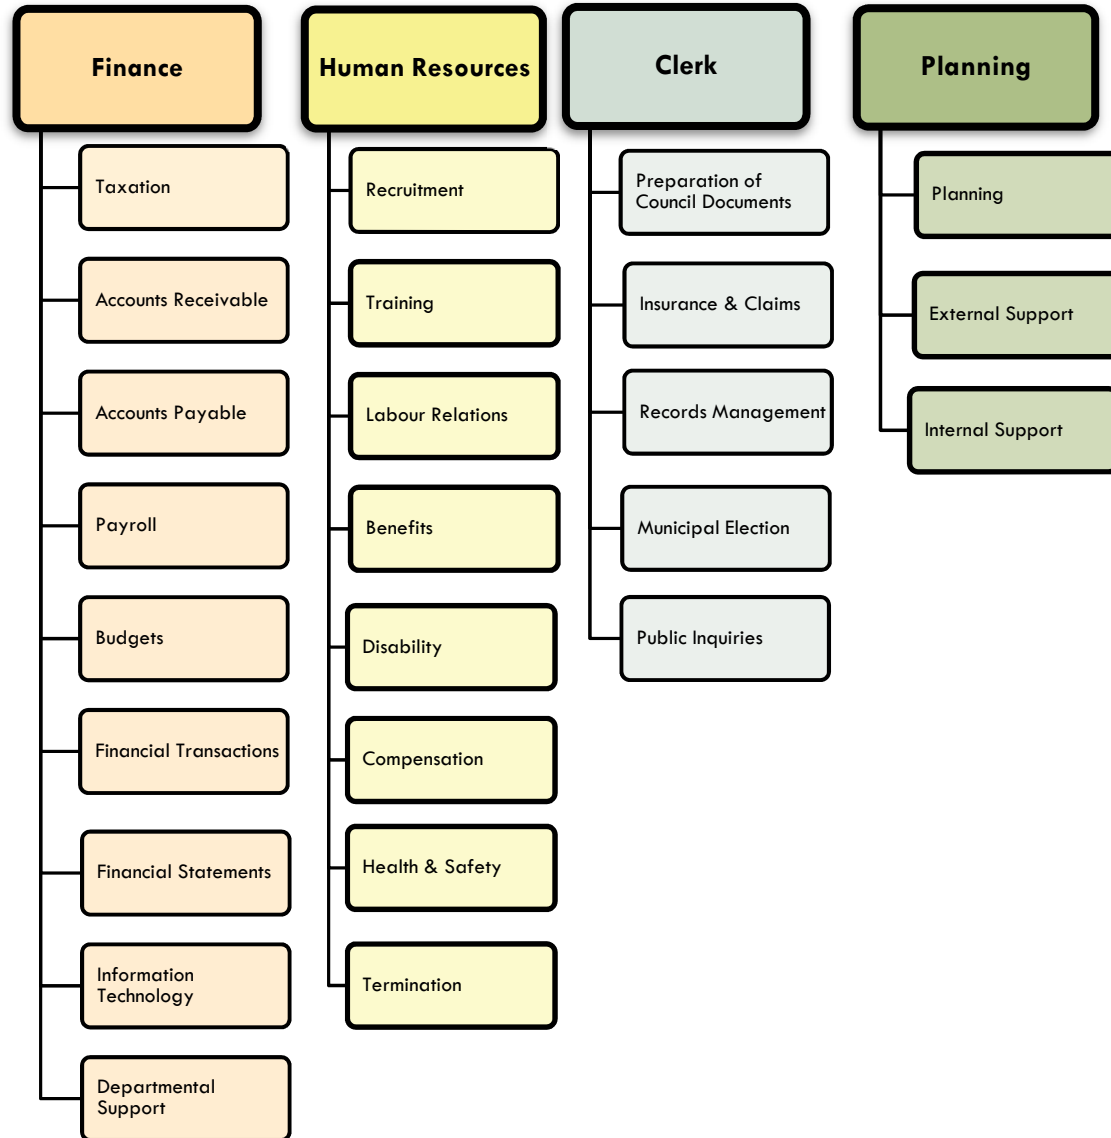 Finance
Taxation
Accounts Receivable
Accounts Payable
Payroll
Budgets
Financial Transactions
Financial Statements
Information
Technology
Departmental
Support
Human Resources
Recruitment
Training
Labour Relations
Benefits
Disability
Compensation
Health & Safety
Termination
Clerk
Preparation of
Council Documents
Insurance & Claims
Records Management
Municipal Election
Public Inquiries
Planning
Planning
External Support
Internal Support